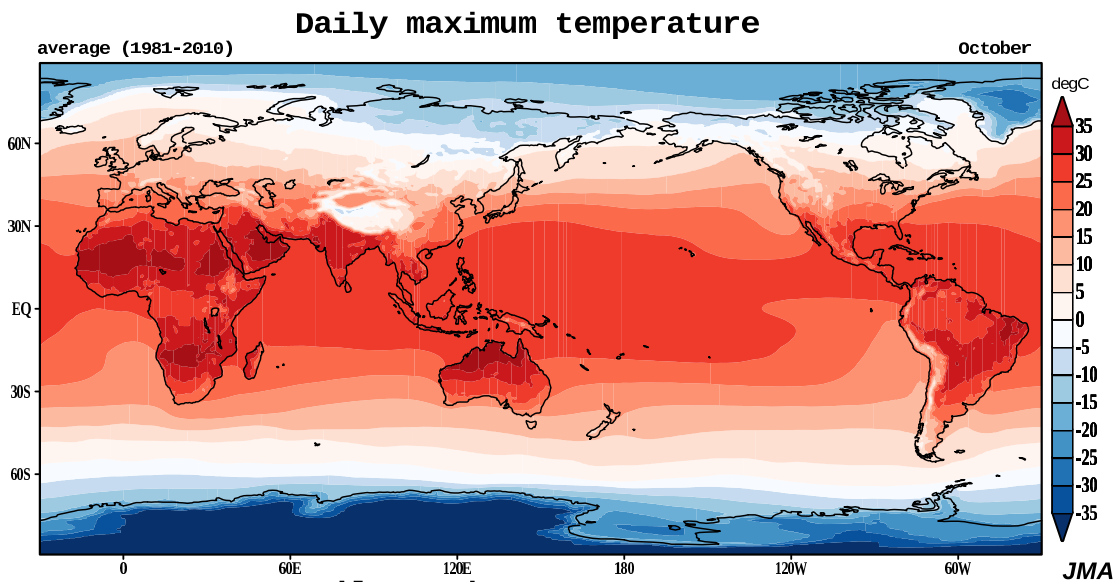 Daily maximum temperature
average (1981-2010) October
degC
35
30
25
20
15
10
5
0
-5
-10
-15
-20
-25
-30
-35
60N
30N
EQ
30S
60S
0 60E 120E 180 120W 60W
JMA